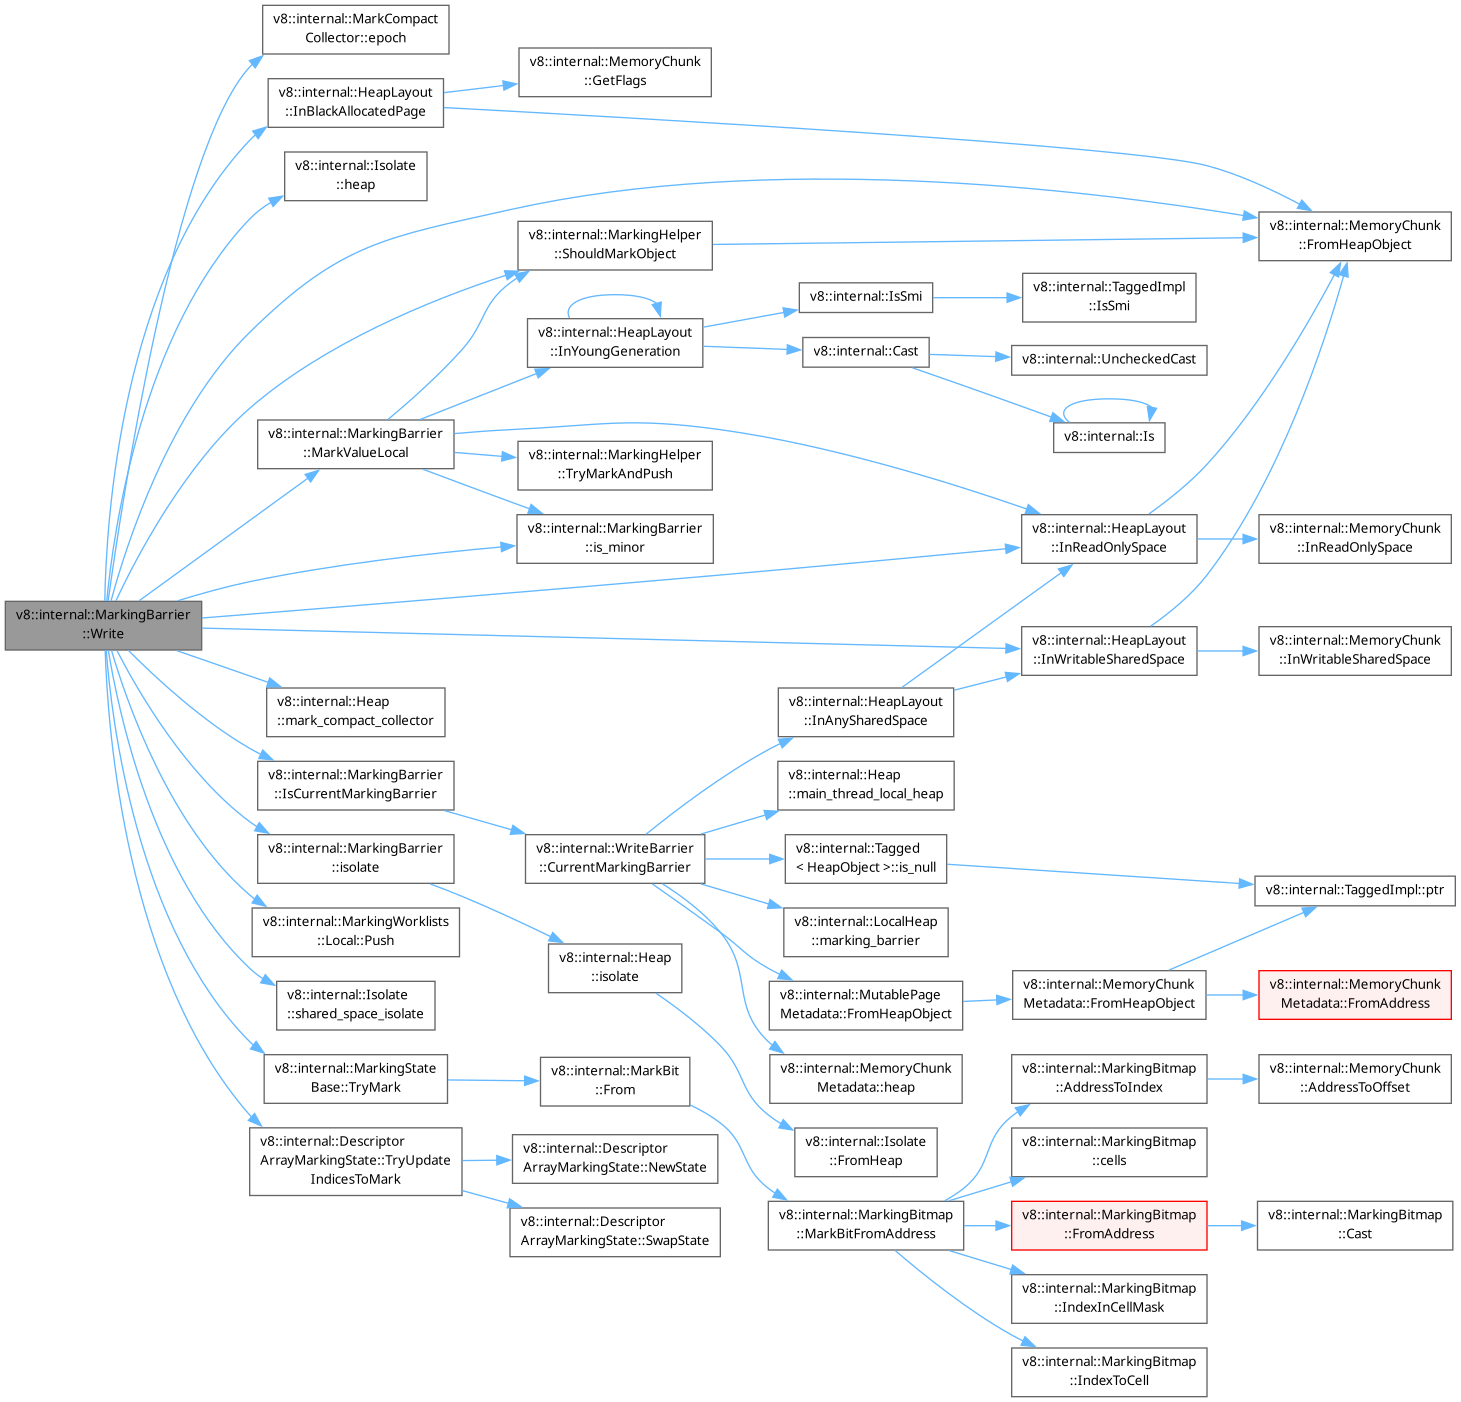 v8::internal::MarkCompact
Collector::epoch
v8::internal::MemoryChunk
::GetFlags
v8::internal::HeapLayout
::InBlackAllocatedPage
v8::internal::Isolate
::heap
v8::internal::MarkingHelper
::ShouldMarkObject
v8::internal::MemoryChunk
::FromHeapObject
v8::internal::IsSmi
v8::internal::TaggedImpl
::IsSmi
v8::internal::HeapLayout
::InYoungGeneration
v8::internal::Cast
v8::internal::UncheckedCast
v8::internal::Is
v8::internal::MarkingBarrier
::MarkValueLocal
v8::internal::MarkingHelper
::TryMarkAndPush
v8::internal::MarkingBarrier
::is_minor
v8::internal::HeapLayout
::InReadOnlySpace
v8::internal::MemoryChunk
::InReadOnlySpace
v8::internal::MarkingBarrier
::Write
v8::internal::HeapLayout
::InWritableSharedSpace
v8::internal::MemoryChunk
::InWritableSharedSpace
v8::internal::Heap
::mark_compact_collector
v8::internal::HeapLayout
::InAnySharedSpace
v8::internal::MarkingBarrier
::IsCurrentMarkingBarrier
v8::internal::Heap
::main_thread_local_heap
v8::internal::MarkingBarrier
::isolate
v8::internal::WriteBarrier
::CurrentMarkingBarrier
v8::internal::Tagged
< HeapObject >::is_null
v8::internal::TaggedImpl::ptr
v8::internal::MarkingWorklists
::Local::Push
v8::internal::LocalHeap
::marking_barrier
v8::internal::Heap
::isolate
v8::internal::Isolate
::shared_space_isolate
v8::internal::MutablePage
Metadata::FromHeapObject
v8::internal::MemoryChunk
Metadata::FromHeapObject
v8::internal::MemoryChunk
Metadata::FromAddress
v8::internal::MarkingState
Base::TryMark
v8::internal::MarkBit
::From
v8::internal::MemoryChunk
Metadata::heap
v8::internal::MarkingBitmap
::AddressToIndex
v8::internal::MemoryChunk
::AddressToOffset
v8::internal::Descriptor
ArrayMarkingState::TryUpdate
IndicesToMark
v8::internal::Descriptor
ArrayMarkingState::NewState
v8::internal::Isolate
::FromHeap
v8::internal::MarkingBitmap
::cells
v8::internal::Descriptor
ArrayMarkingState::SwapState
v8::internal::MarkingBitmap
::MarkBitFromAddress
v8::internal::MarkingBitmap
::FromAddress
v8::internal::MarkingBitmap
::Cast
v8::internal::MarkingBitmap
::IndexInCellMask
v8::internal::MarkingBitmap
::IndexToCell